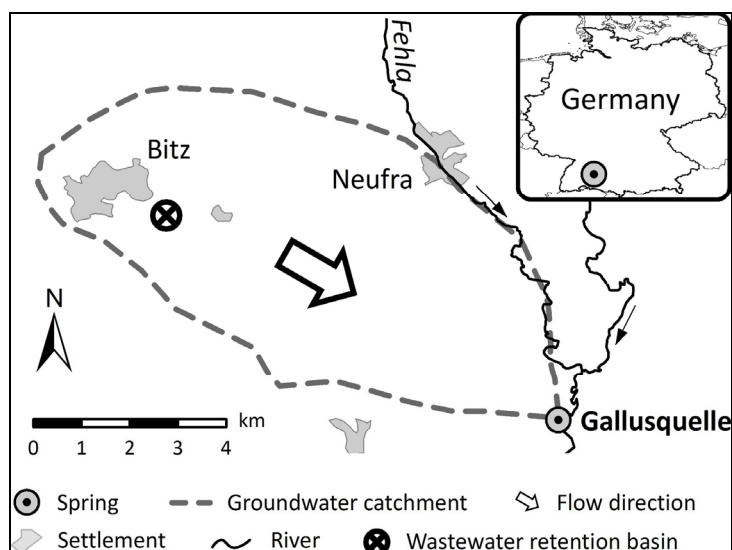 Fehla
Germany
Bitz
Neufra
N
km
0 1 2 3 4
Gallusquelle
Spring Groundwater catchment Flow direction
Settlement River Wastewater retention basin